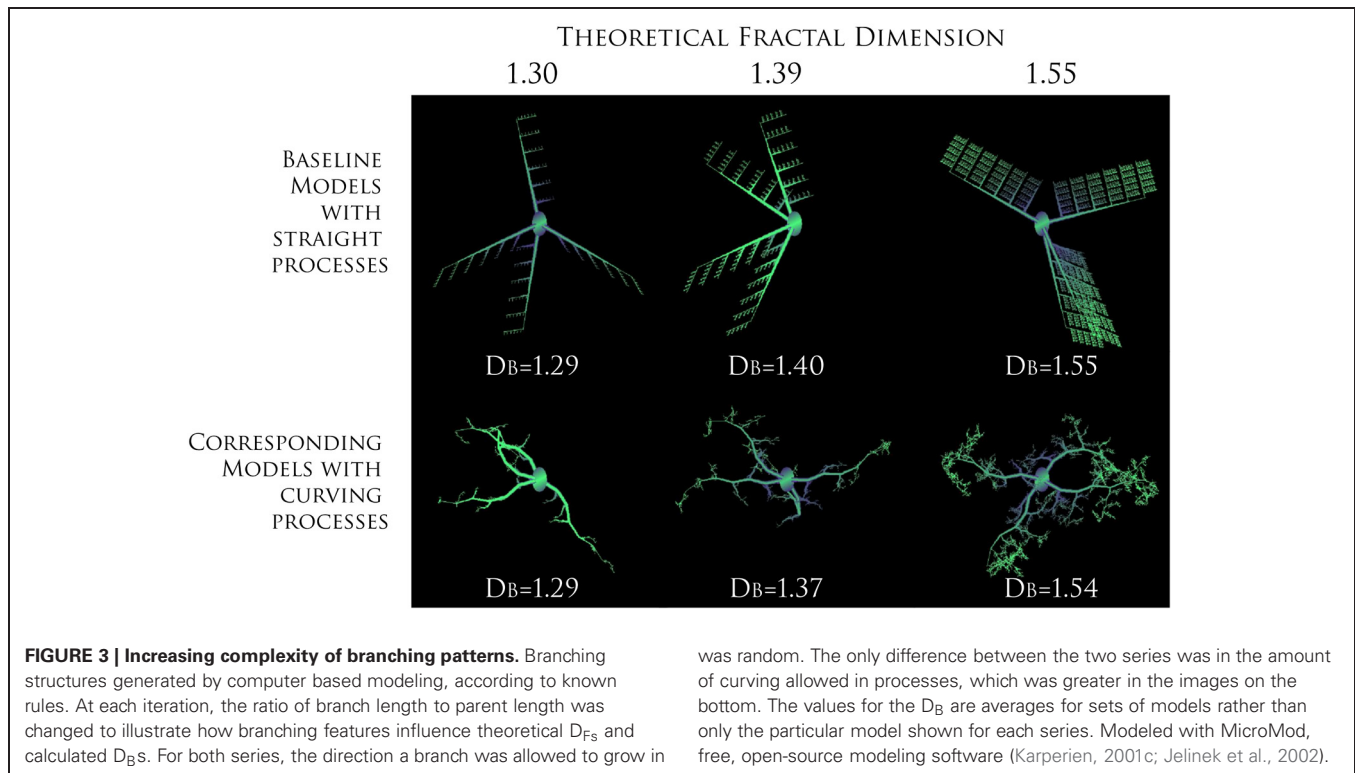 THEORETICAL FRACTAL DIMENSION
1.30 1.39 1.55
BASELINE
MODELS
WITH
STRAIGHT
PROCESSES
DB=1.29 DB=1.40 DB=1.55
CORRESPONDING
MODELS WITH
CURVING
PROCESSES
DB=1.29 DB=1.37 DB=1.54
FIGURE 3 | Increasing complexity of branching patterns. Branching
structures generated by computer based modeling, according to known
rules. At each iteration, the ratio of branch length to parent length was
changed to illustrate how branching features influence theoretical DFs and
calculated DBs. For both series, the direction a branch was allowed to grow in
was random. The only difference between the two series was in the amount
of curving allowed in processes, which was greater in the images on the
bottom. The values for the DB are averages for sets of models rather than
only the particular model shown for each series. Modeled with MicroMod,
free, open-source modeling software (Karperien, 2001c; Jelinek et al., 2002).